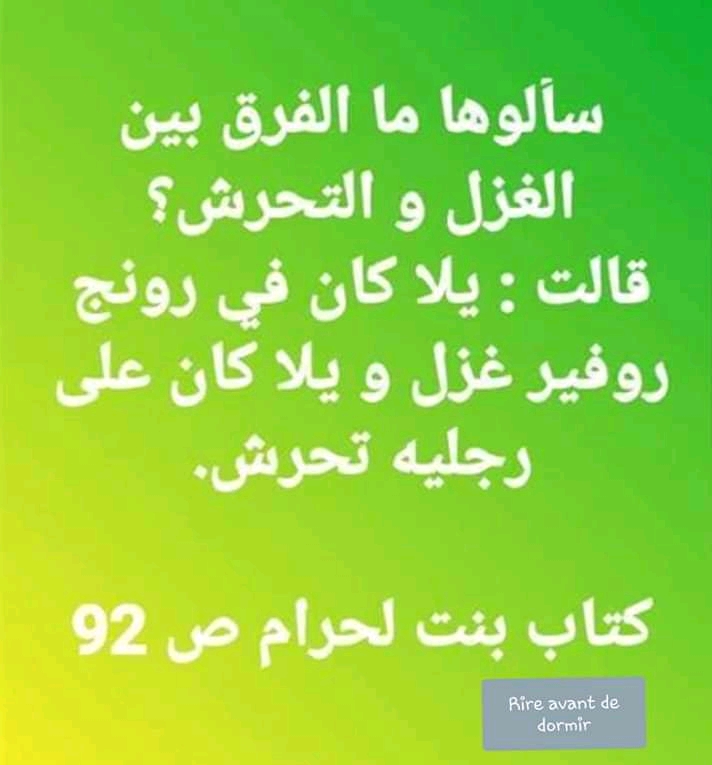 سألوها ما الفرق بين
الغزل و التحرش؟
قالت : يلا كان في رونج
روفير غزل و يلا كان على
رجليه تحرش.
كتاب بنت لحرام ص 92
Rire avant de
dormir